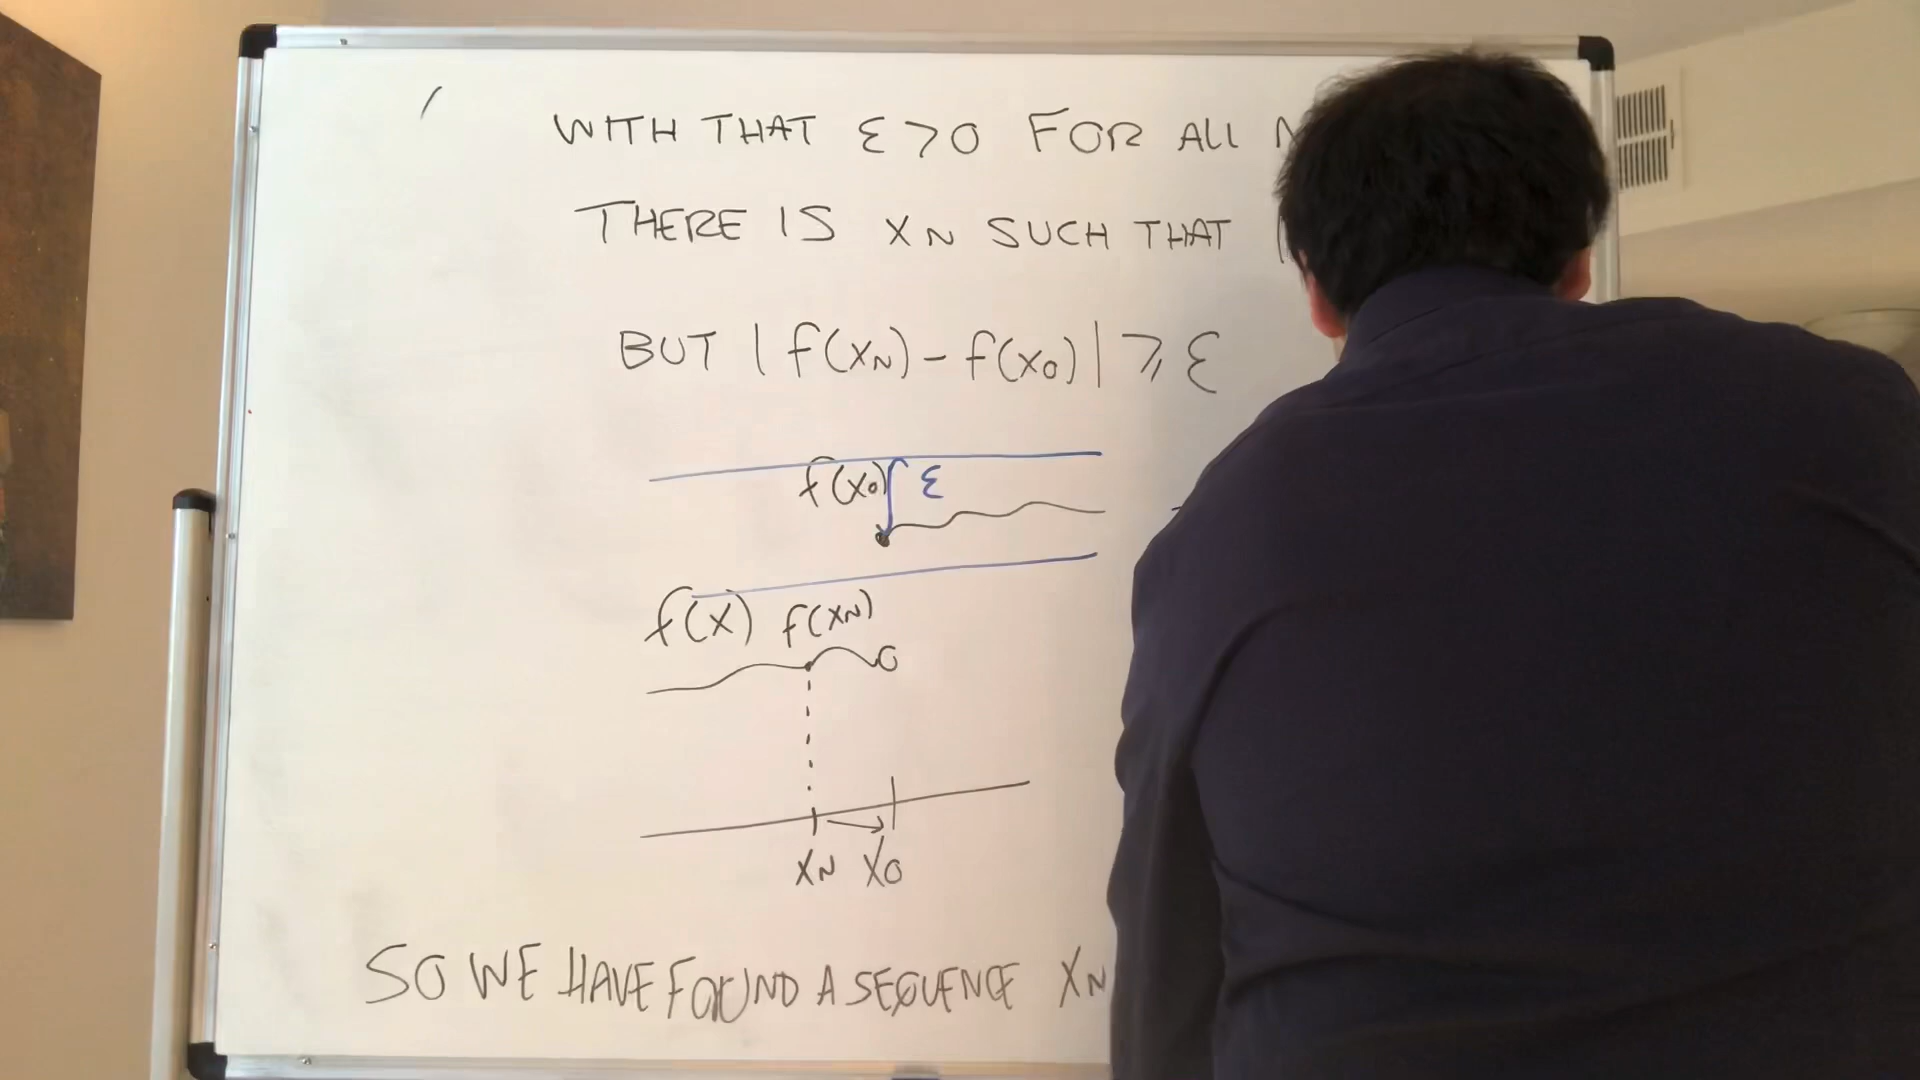 WITH THAT ε > 0 FOR ALL N
THERE IS XN SUCH THAT |
BUT | f(XN) - f(X0) | ⩾ ε
f(X0) ε
f(X) f(XN)
XN X0
SO WE HAVE FOUND A SEQUENCE XN